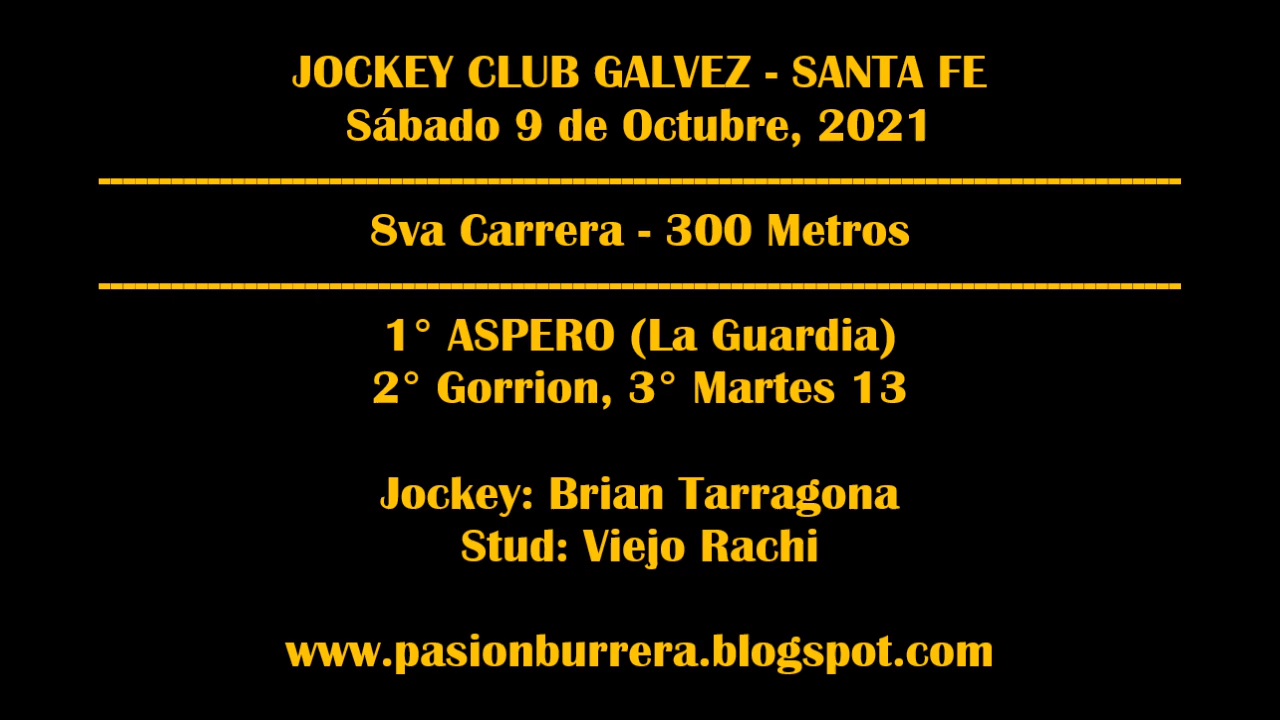 JOCKEY CLUB GALVEZ - SANTA FE
Sábado 9 de Octubre, 2021
8va Carrera - 300 Metros
1° ASPERO (La Guardia)
2° Gorrion, 3° Martes 13
Jockey: Brian Tarragona
Stud: Viejo Rachi
www.pasionburrera.blogspot.com